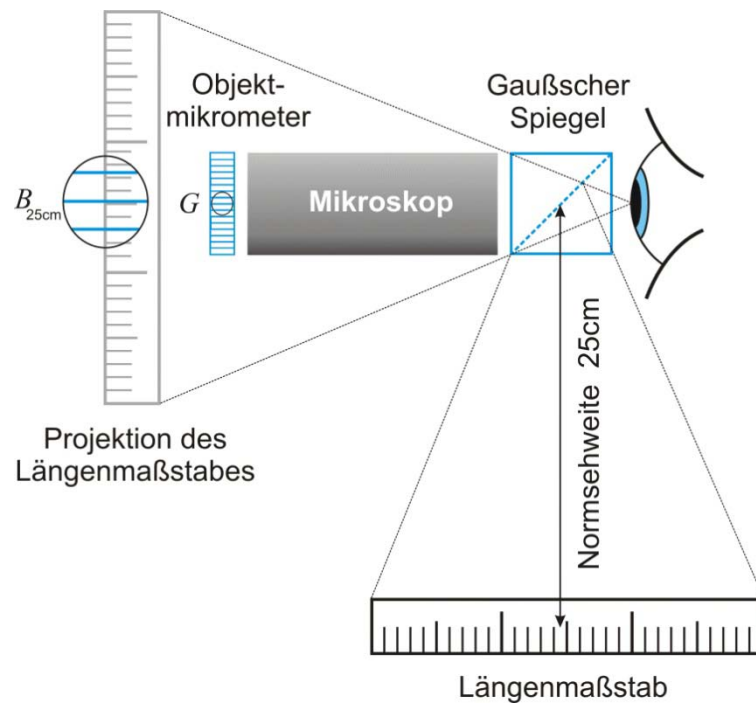 Objekt-
mikrometer
Gaußscher
Spiegel
B25cm
G
Mikroskop
Normsehweite 25cm
Projektion des
Längenmaßstabes
Längenmaßstab